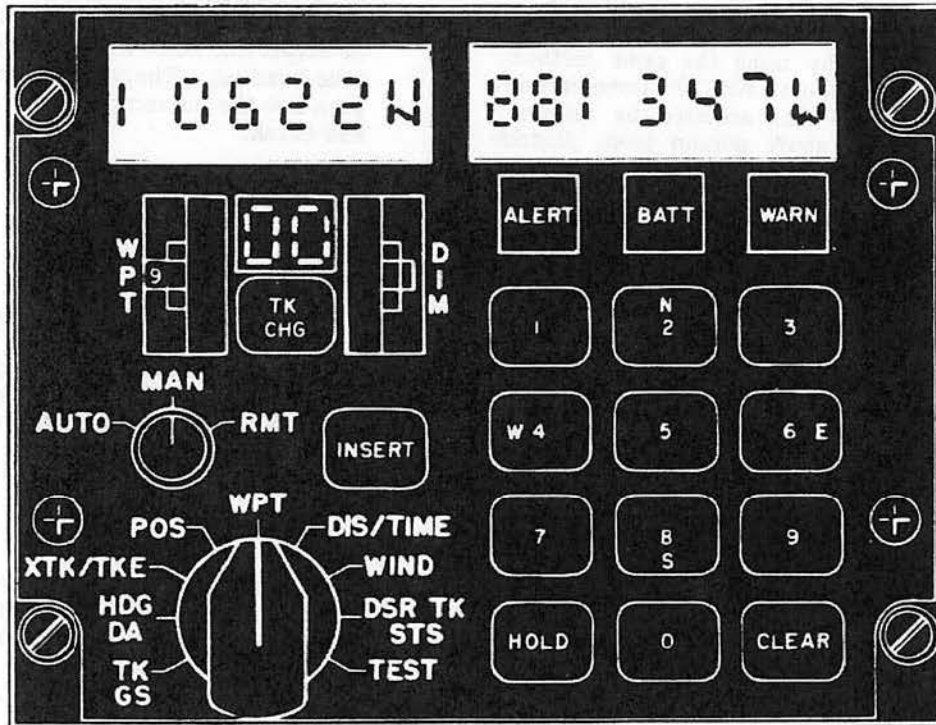 1 0622N 881 347 W
ALERT BATT WARN
WPT
9
00
TK
CHG
DIM
1
N
2
3
MAN
AUTO
RMT
INSERT
W 4
5
6 E
WPT
POS
DIS/TIME
XTK/TKE
WIND
HDG
DA
DSR TK
STS
TK
GS
TEST
7
8
S
9
HOLD
0
CLEAR